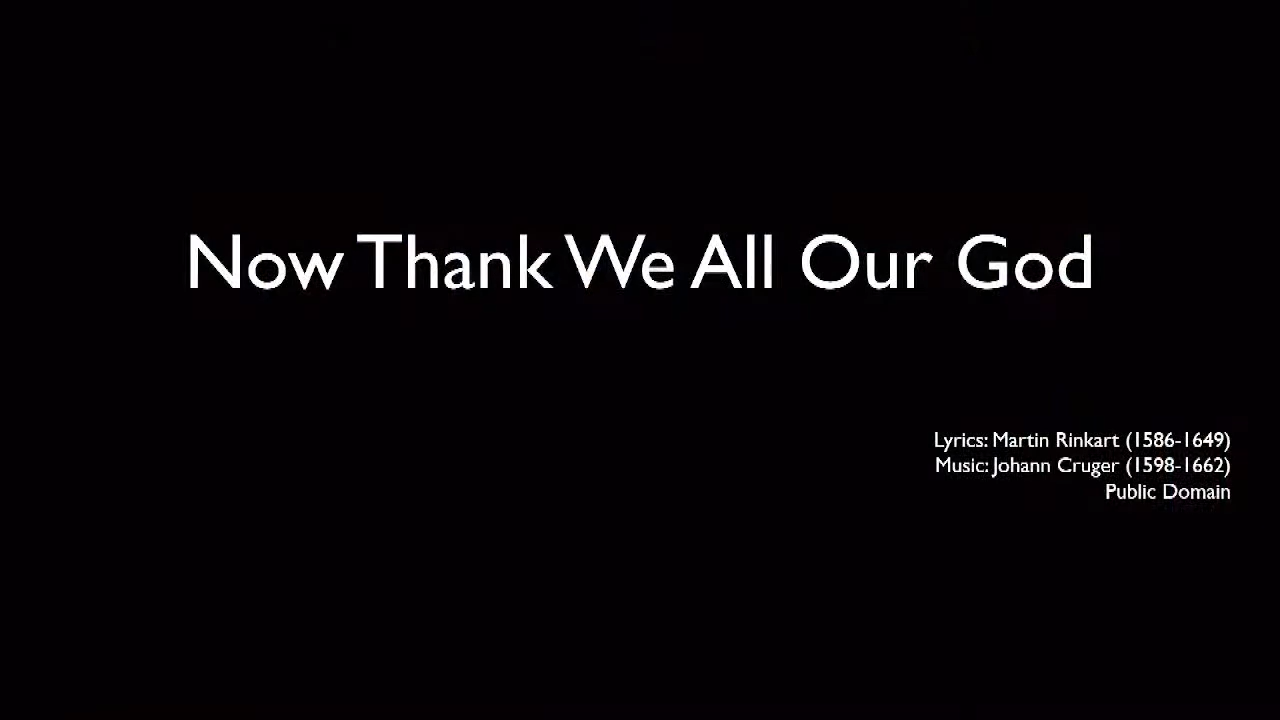 Now Thank We All Our God
Lyrics: Martin Rinkart (1586-1649)
Music: Johann Cruger (1598-1662)
Public Domain